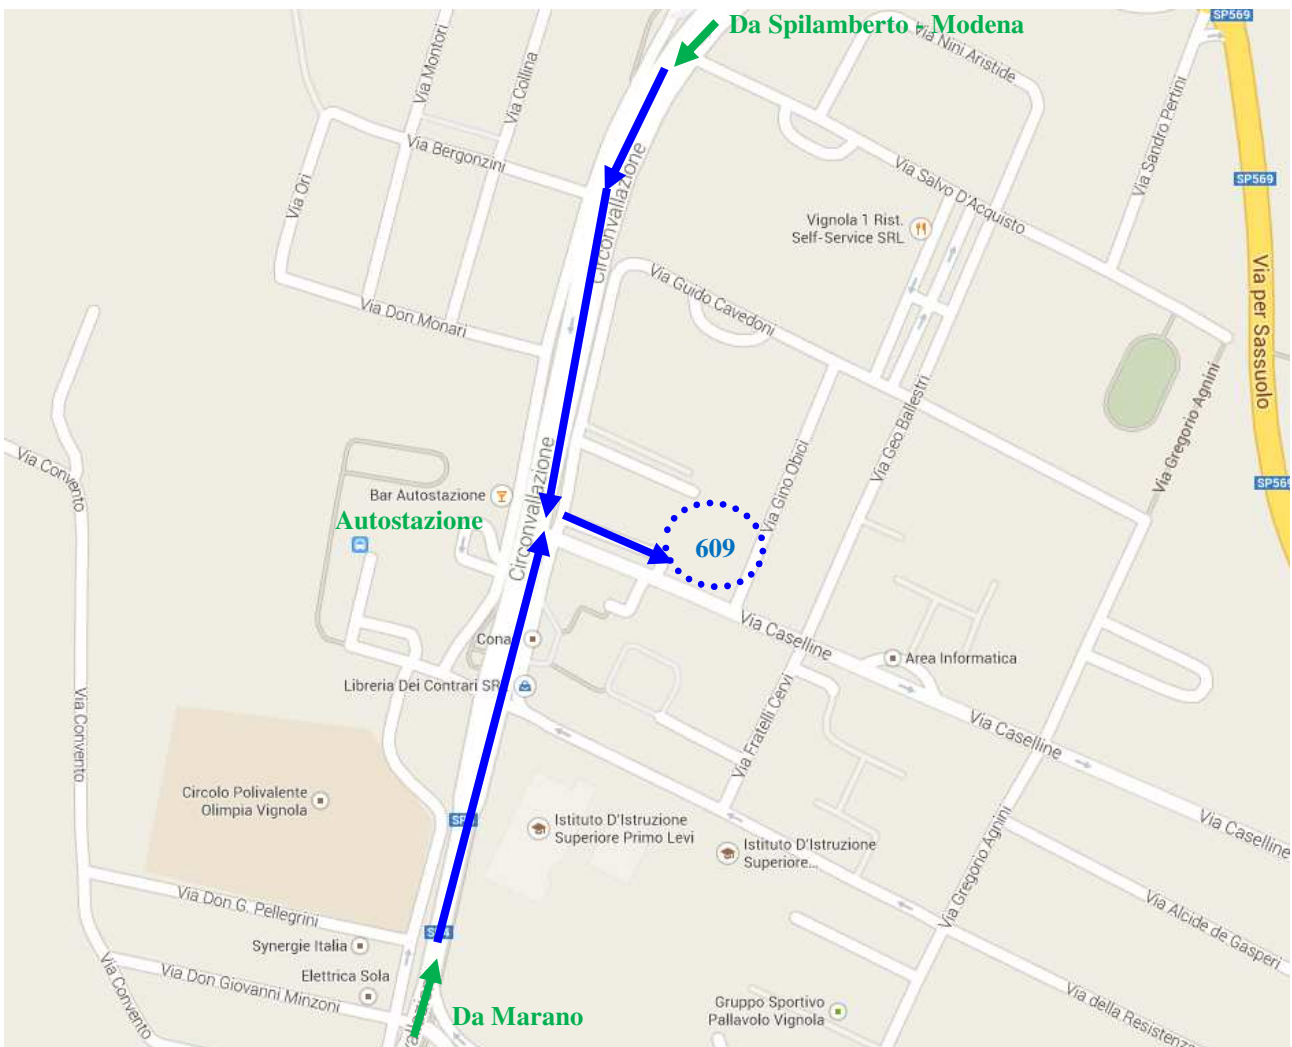 Da Spilamberto - Modena
SP569
Via Nini Aristide
Via Montori
Via Collina
Via Sandro Pertini
Via Bergonzini
Circonvallazione
Via Salvo D'Acquisto
SP569
Via Ori
Vignola 1 Rist.
Self-Service SRL
Via Guido Cavedoni
Via per Sassuolo
Via Don Monari
Via Gregorio Agnini
Via Geo Ballestri
Via Convento
Circonvallazione
Bar Autostazione
Via Gino Obici
SP569
Autostazione
609
Via Caselline
Cona
Area Informatica
Libreria Dei Contrari SR
Via Convento
Via Fratelli Cervi
Via Caselline
Circolo Polivalente
Olimpia Vignola
Istituto D'Istruzione
Superiore Primo Levi
Istituto D'Istruzione
Superiore...
Via Caselline
Via Gregorio Agnini
Via Don G. Pellegrini
Via Alcide de Gasperi
Synergie Italia
Via Don Giovanni Minzoni
Elettrica Sola
Via Convento
Da Marano
Gruppo Sportivo
Pallavolo Vignola
Via della Resistenza